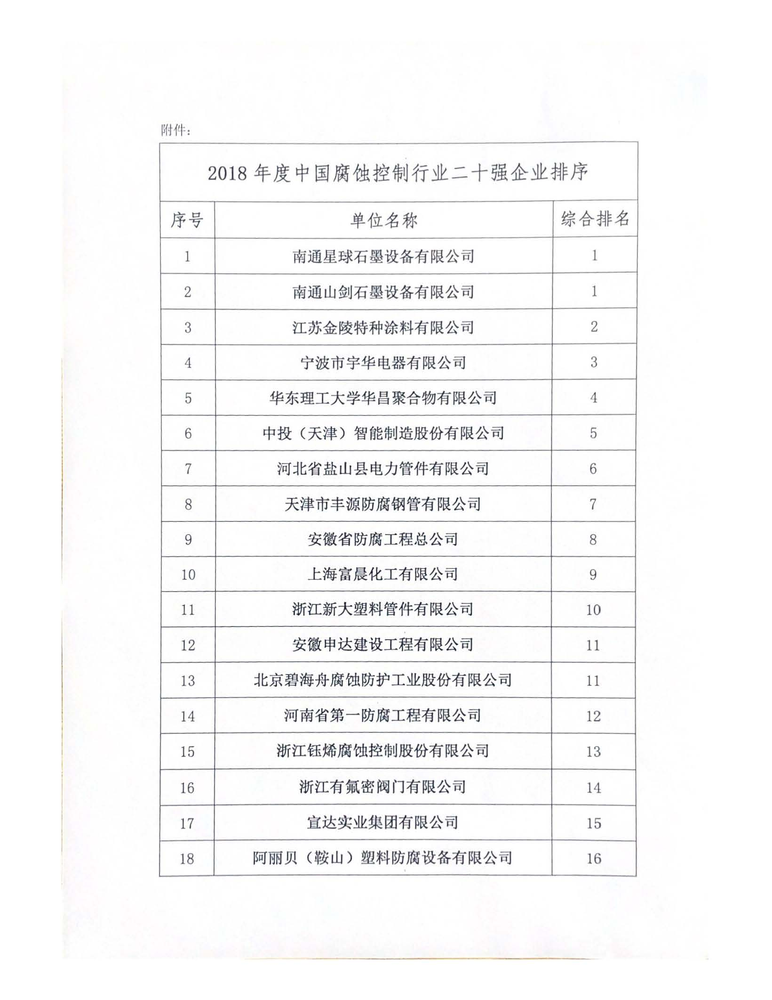 附件：
2018 年度中国腐蚀控制行业二十强企业排序
序号 单位名称 综合排名
1 南通星球石墨设备有限公司 1
2 南通山剑石墨设备有限公司 1
3 江苏金陵特种涂料有限公司 2
4 宁波市宇华电器有限公司 3
5 华东理工大学华昌聚合物有限公司 4
6 中投（天津）智能制造股份有限公司 5
7 河北省盐山县电力管件有限公司 6
8 天津市丰源防腐钢管有限公司 7
9 安徽省防腐工程总公司 8
10 上海富晨化工有限公司 9
11 浙江新大塑料管件有限公司 10
12 安徽申达建设工程有限公司 11
13 北京碧海舟腐蚀防护工业股份有限公司 11
14 河南省第一防腐工程有限公司 12
15 浙江钰烯腐蚀控制股份有限公司 13
16 浙江有氟密阀门有限公司 14
17 宣达实业集团有限公司 15
18 阿丽贝（鞍山）塑料防腐设备有限公司 16